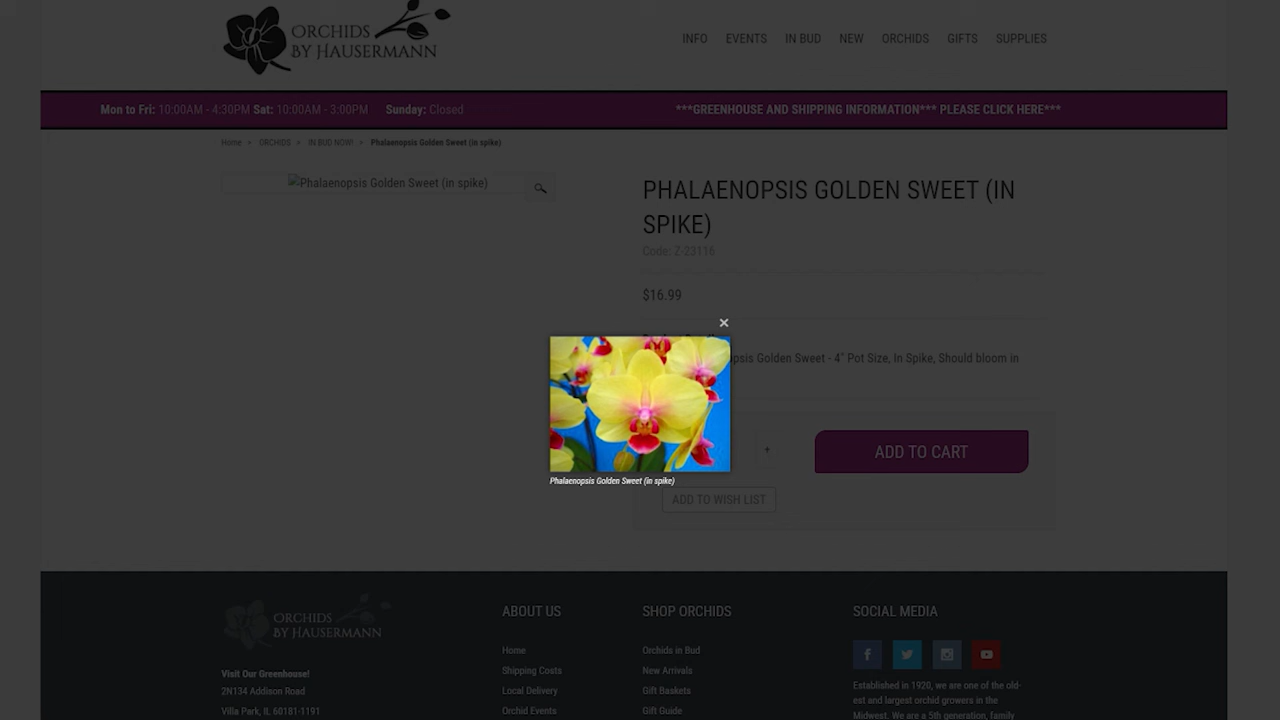 ORCHIDS
BY HAUSERMANN
INFO EVENTS IN BUD NEW ORCHIDS GIFTS SUPPLIES
Mon to Fri: 10:00AM - 4:30PM Sat: 10:00AM - 3:00PM Sunday: Closed
***GREENHOUSE AND SHIPPING INFORMATION*** PLEASE CLICK HERE***
Home ORCHIDS IN BUD NOW! Phalaenopsis Golden Sweet (in spike)
Phalaenopsis Golden Sweet (in spike)
PHALAENOPSIS GOLDEN SWEET (IN
SPIKE)
Code: Z-23116
$16.99
Golden Sweet - 4" Pot Size, In Spike, Should bloom in
+
ADD TO CART
Phalaenopsis Golden Sweet (in spike)
ADD TO WISH LIST
ORCHIDS
BY HAUSERMANN
Visit Our Greenhouse!
2N134 Addison Road
Villa Park, IL 60181-1191
ABOUT US
Home
Shipping Costs
Local Delivery
Orchid Events
SHOP ORCHIDS
Orchids in Bud
New Arrivals
Gift Baskets
Gift Guide
SOCIAL MEDIA
Established in 1920, we are one of the old-
est and largest orchid growers in the
Midwest. We are a 5th generation, family